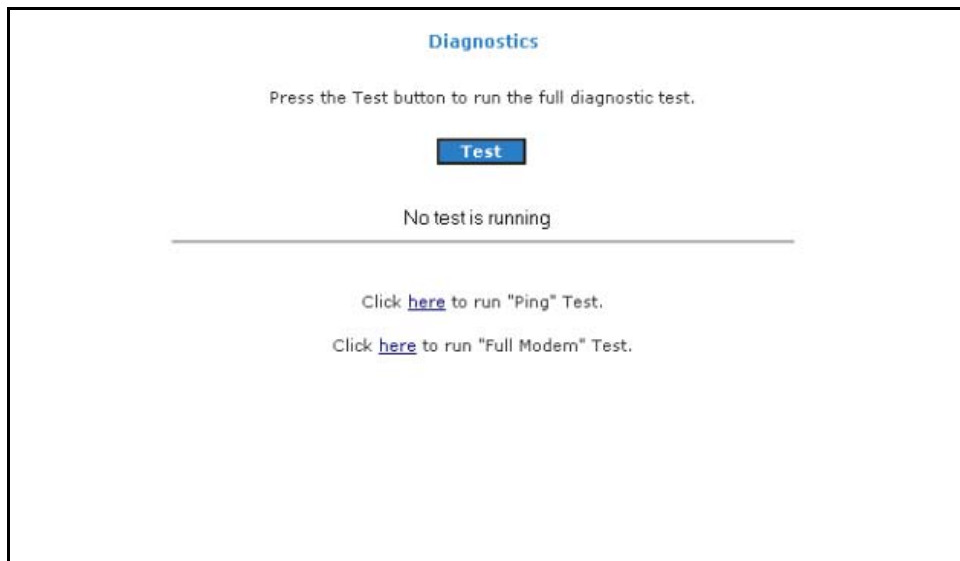 Diagnostics
Press the Test button to run the full diagnostic test.
Test
No test is running
Click here to run "Ping" Test.
Click here to run "Full Modem" Test.